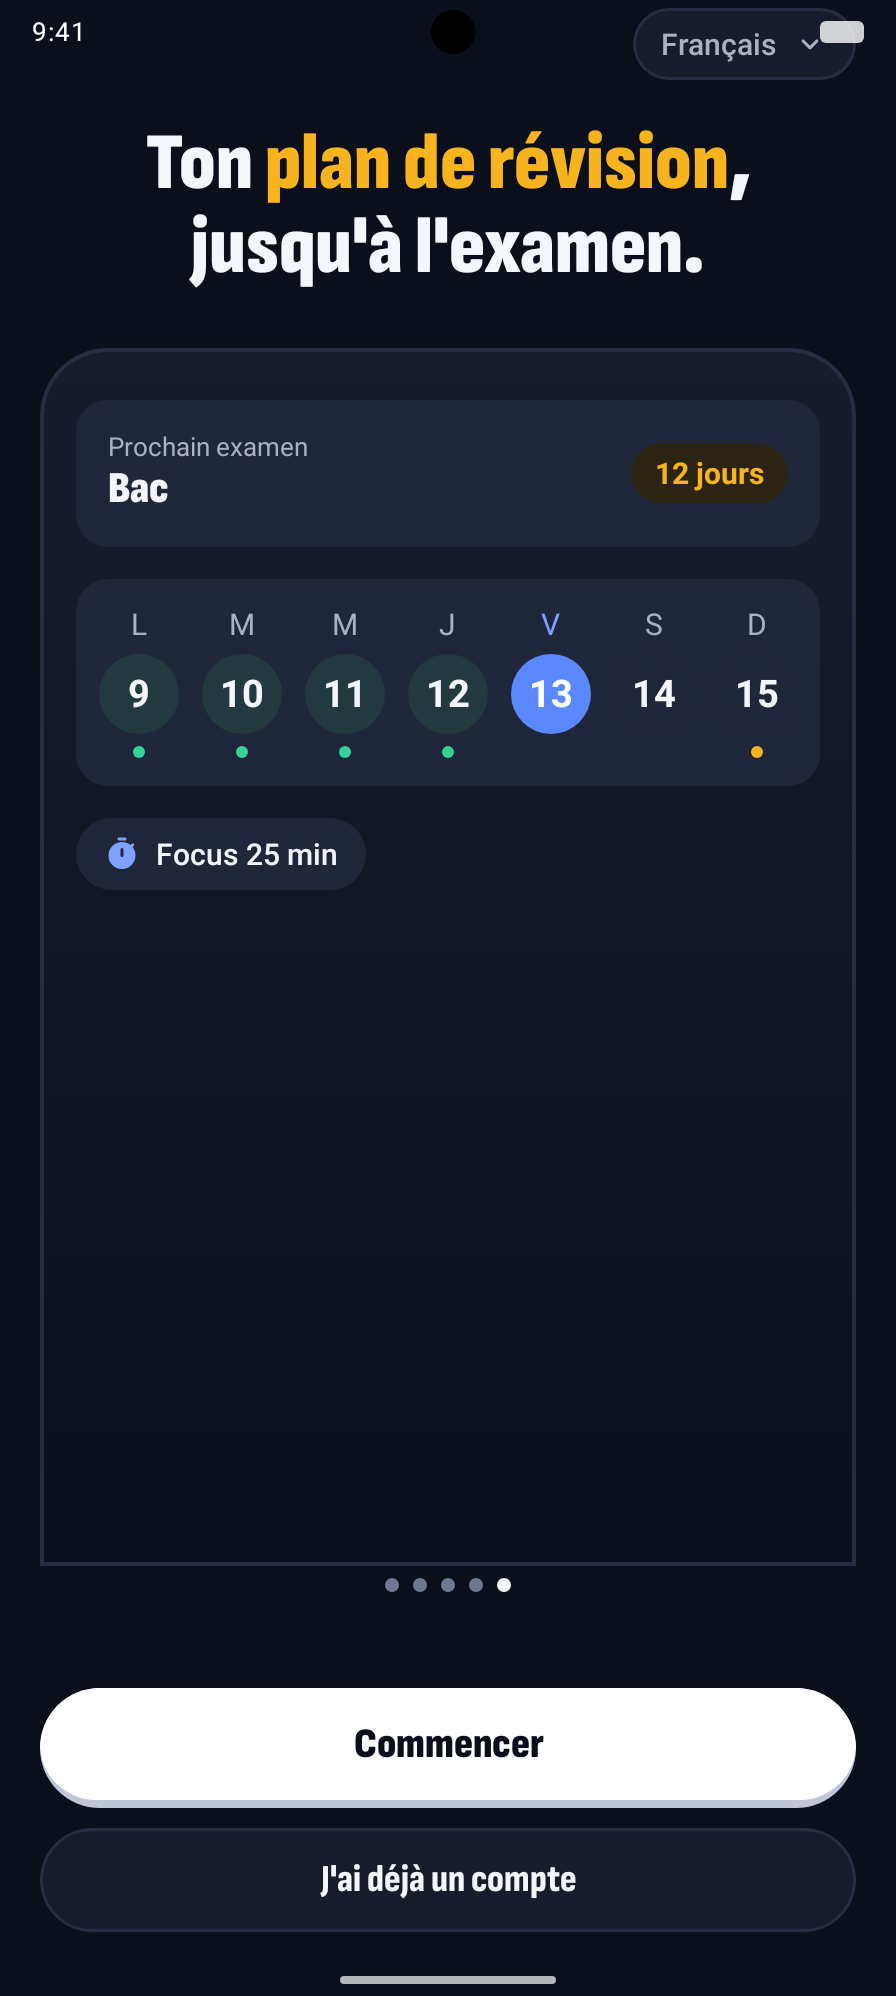 9:41
Français
Ton plan de révision,
jusqu'à l'examen.
Prochain examen
Bac
12 jours
L M M J V S D
9 10 11 12 13 14 15
Focus 25 min
Commencer
J'ai déjà un compte